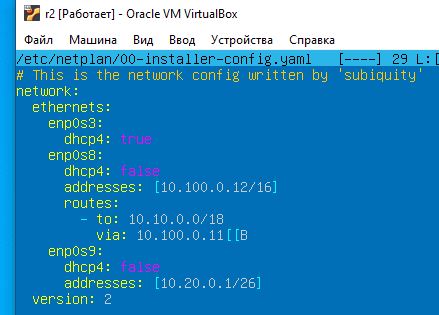 r2 [Работает] - Oracle VM VirtualBox
Файл Машина Вид Ввод Устройства Справка
/etc/netplan/00-installer-config.yaml [----] 29 L:[
# This is the network config written by 'subiquity'
network:
  ethernets:
    enp0s3:
      dhcp4: true
    enp0s8:
      dhcp4: false
      addresses: [10.100.0.12/16]
      routes:
        - to: 10.10.0.0/18
          via: 10.100.0.11[[B
    enp0s9:
      dhcp4: false
      addresses: [10.20.0.1/26]
  version: 2